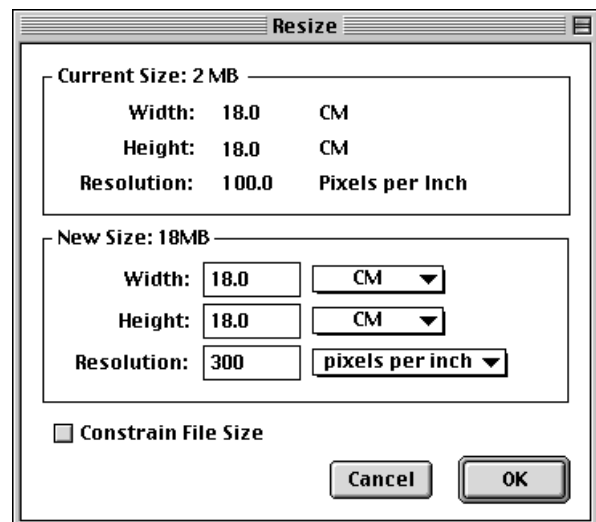 Resize
Current Size: 2 MB
Width: 18.0 CM
Height: 18.0 CM
Resolution: 100.0 Pixels per Inch
New Size: 18MB
Width: 18.0 CM
Height: 18.0 CM
Resolution: 300 pixels per inch
Constrain File Size
Cancel OK